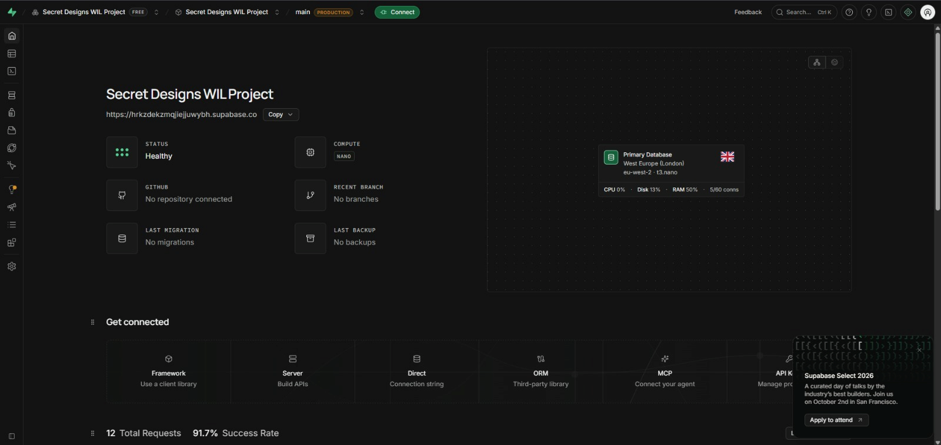 Secret Designs WIL Project FREE Secret Designs WIL Project main PRODUCTION Connect Feedback Search... Ctrl K
Secret Designs WIL Project
https://hrkzdekzmqjiejjuwybh.supabase.co Copy
STATUS
Healthy
COMPUTE
NANO
GITHUB
No repository connected
RECENT BRANCH
No branches
LAST MIGRATION
No migrations
LAST BACKUP
No backups
Primary Database
West Europe (London)
eu-west-2 · t3.nano
CPU 0% · Disk 13% · RAM 50% · 5/60 conns
Get connected
Framework
Use a client library
Server
Build APIs
Direct
Connection string
ORM
Third-party library
MCP
Connect your agent
API K
Manage pro
Supabase Select 2026
A curated day of talks by the
industry's best builders. Join us
on October 2nd in San Francisco.
Apply to attend
12 Total Requests 91.7% Success Rate